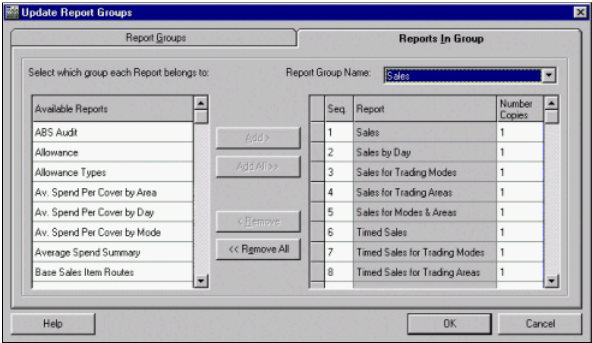 Update Report Groups
Report Groups
Reports In Group
Select which group each Report belongs to:
Report Group Name:
Sales
Available Reports
ABS Audit
Allowance
Allowance Types
Av. Spend Per Cover by Area
Av. Spend Per Cover by Day
Av. Spend Per Cover by Mode
Average Spend Summary
Base Sales Item Routes
Add >
Add All >>
< Remove
<< Remove All
Seq. Report Number Copies
1 Sales 1
2 Sales by Day 1
3 Sales for Trading Modes 1
4 Sales for Trading Areas 1
5 Sales for Modes & Areas 1
6 Timed Sales 1
7 Timed Sales for Trading Modes 1
8 Timed Sales for Trading Areas 1
Help
OK
Cancel